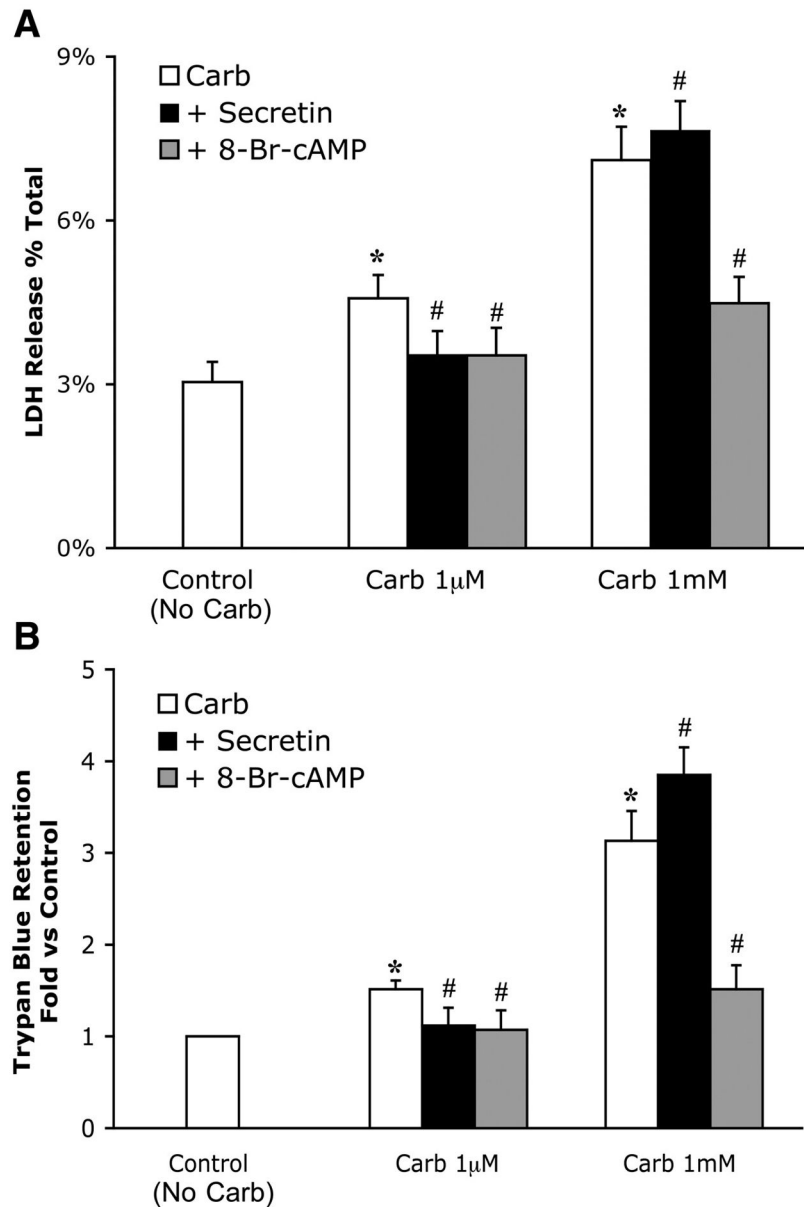 A
9%
6%
3%
0%
LDH Release % Total
Carb
+ Secretin
+ 8-Br-cAMP
*
#
#
*
#
#
Control
(No Carb)
Carb 1μM
Carb 1mM
B
5
4
3
2
1
0
Trypan Blue Retention
Fold vs Control
Carb
+ Secretin
+ 8-Br-cAMP
*
#
#
*
#
#
Control
(No Carb)
Carb 1μM
Carb 1mM